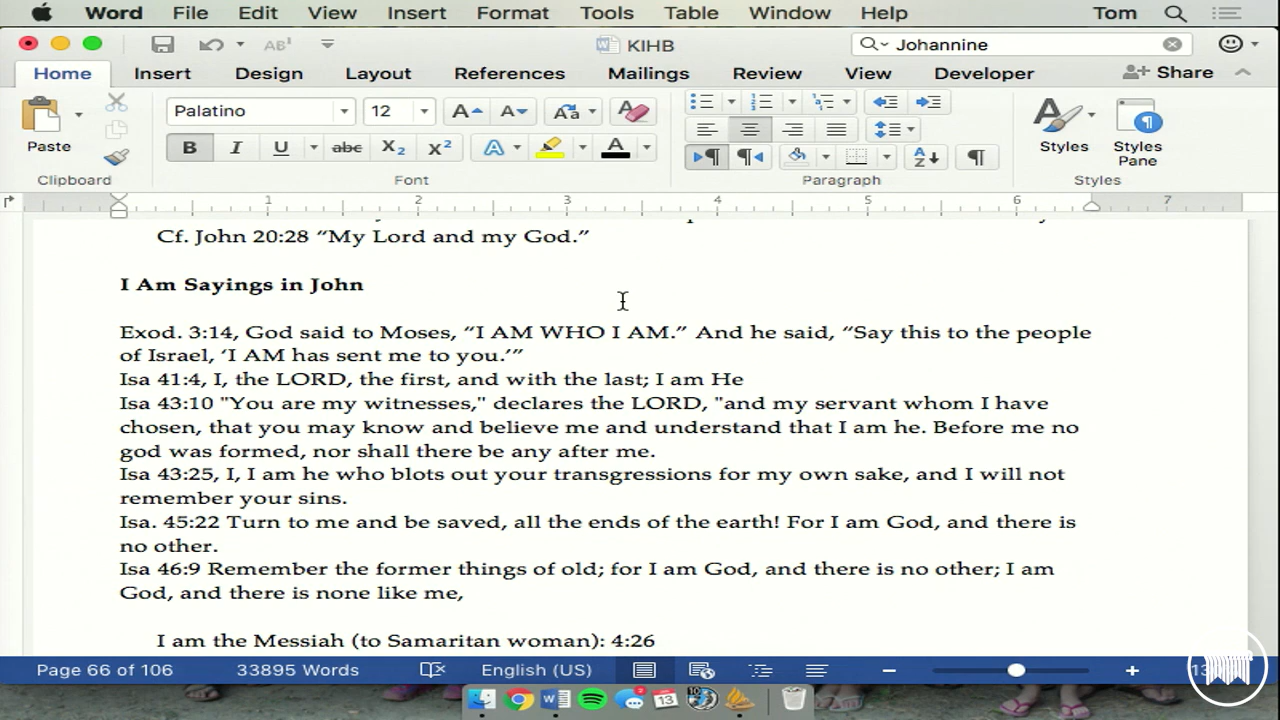 Word File Edit View Insert Format Tools Table Window Help Tom
KIHB Johannine
Home Insert Design Layout References Mailings Review View Developer Share
Palatino 12
Paste
B I U abc X₂ X²
Styles Styles Pane
Clipboard Font Paragraph Styles
1 2 3 4 5 6 7
Cf. John 20:28 “My Lord and my God.”
I Am Sayings in John
Exod. 3:14, God said to Moses, “I AM WHO I AM.” And he said, “Say this to the people
of Israel, ‘I AM has sent me to you.’”
Isa 41:4, I, the LORD, the first, and with the last; I am He
Isa 43:10 "You are my witnesses," declares the LORD, "and my servant whom I have
chosen, that you may know and believe me and understand that I am he. Before me no
god was formed, nor shall there be any after me.
Isa 43:25, I, I am he who blots out your transgressions for my own sake, and I will not
remember your sins.
Isa. 45:22 Turn to me and be saved, all the ends of the earth! For I am God, and there is
no other.
Isa 46:9 Remember the former things of old; for I am God, and there is no other; I am
God, and there is none like me,
I am the Messiah (to Samaritan woman): 4:26
Page 66 of 106 33895 Words English (US)
13